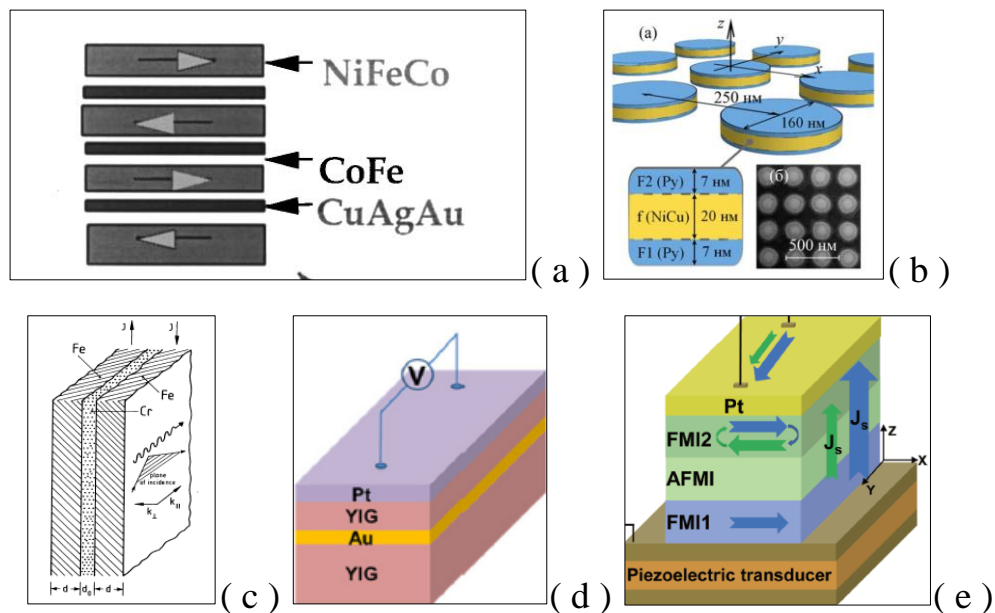 NiFeCo
CoFe
CuAgAu
( a )
(а)
z
y
x
250 нм
160 нм
F2 (Py) 7 нм
f (NiCu) 20 нм
F1 (Py) 7 нм
(б)
500 нм
( b )
J J
Fe
Fe
Cr
plane
of incidence
k⊥ k||
d d₀ d
( c )
V
Pt
YIG
Au
YIG
( d )
Pt
FMI2
Js
Js
AFMI
FMI1
Z
X
Y
Piezoelectric transducer
( e )